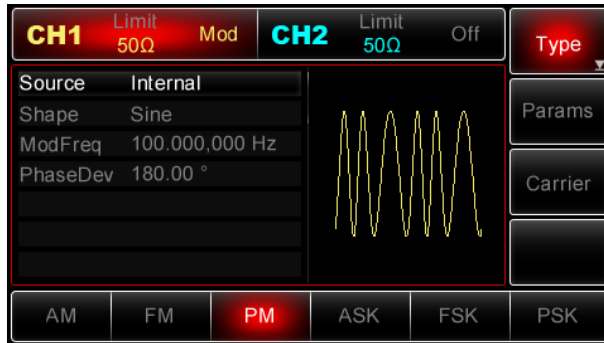 CH1 Limit 50Ω Mod CH2 Limit 50Ω Off Type
Source Internal
Shape Sine
ModFreq 100.000,000 Hz
PhaseDev 180.00 °
Params
Carrier
AM FM PM ASK FSK PSK